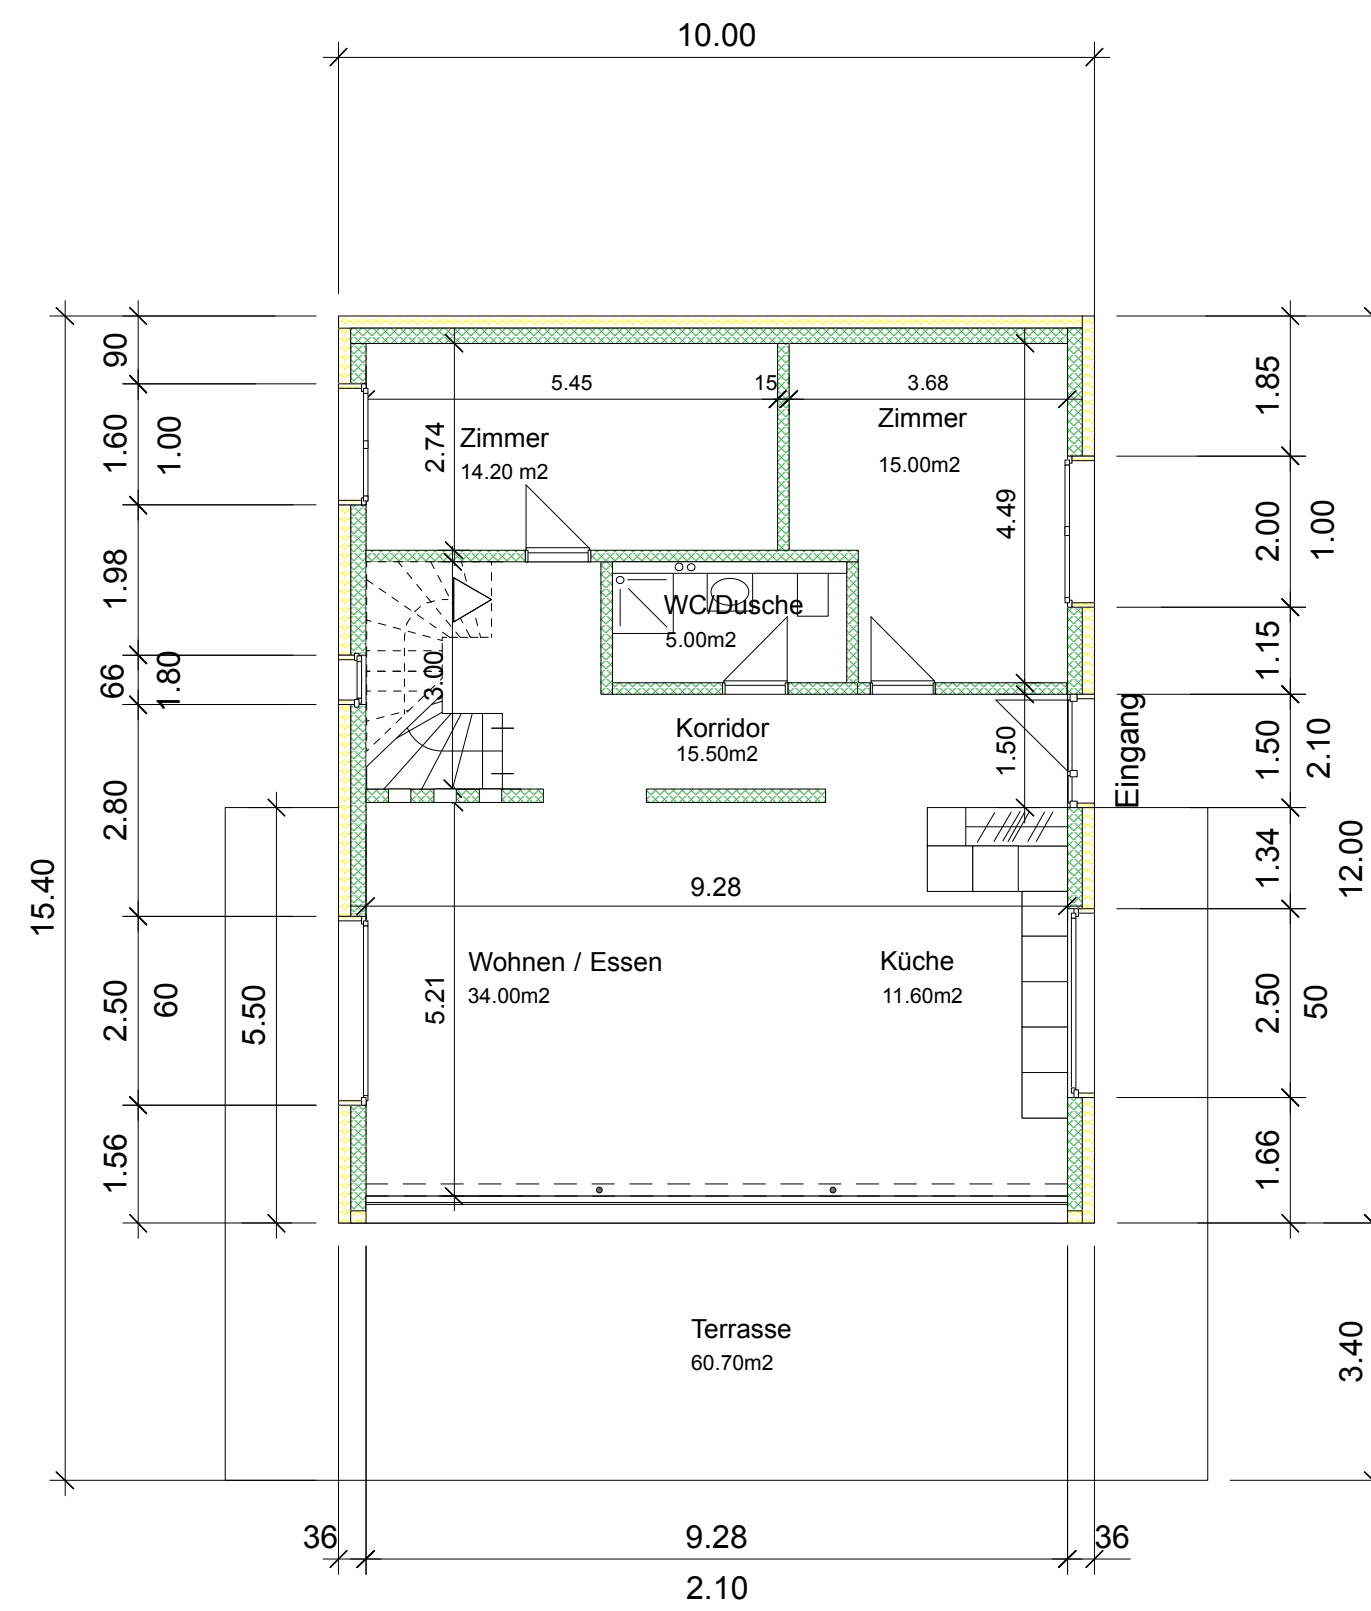 10.00
90
1.60
1.00
1.98
66
1.80
2.80
15.40
2.50
60
5.50
1.56
5.45
15
3.68
2.74
Zimmer
14.20 m2
Zimmer
15.00m2
4.49
WC/Dusche
5.00m2
3.00
Korridor
15.50m2
1.50
Eingang
9.28
5.21
Wohnen / Essen
34.00m2
Küche
11.60m2
1.85
2.00
1.00
1.15
1.50
2.10
1.34
12.00
2.50
50
1.66
3.40
Terrasse
60.70m2
36
9.28
36
2.10